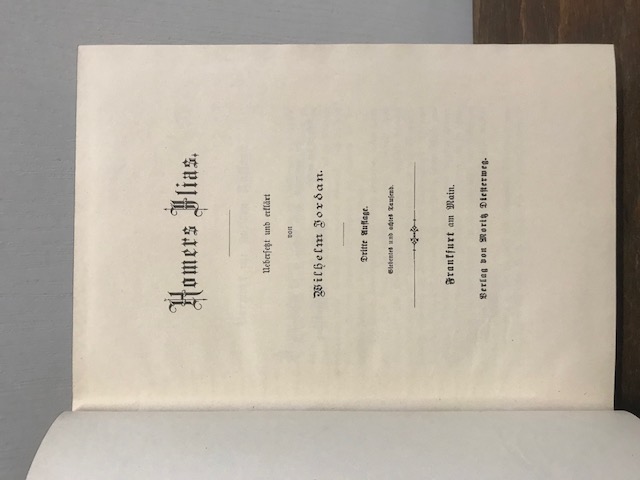 Homers Ilias,
Uebersetzt und erklärt
von
Wilhelm Jordan.
Dritte Auflage.
Siebentes und achtes Tausend.
Frankfurt am Main.
Verlag von Moritz Diesterweg.